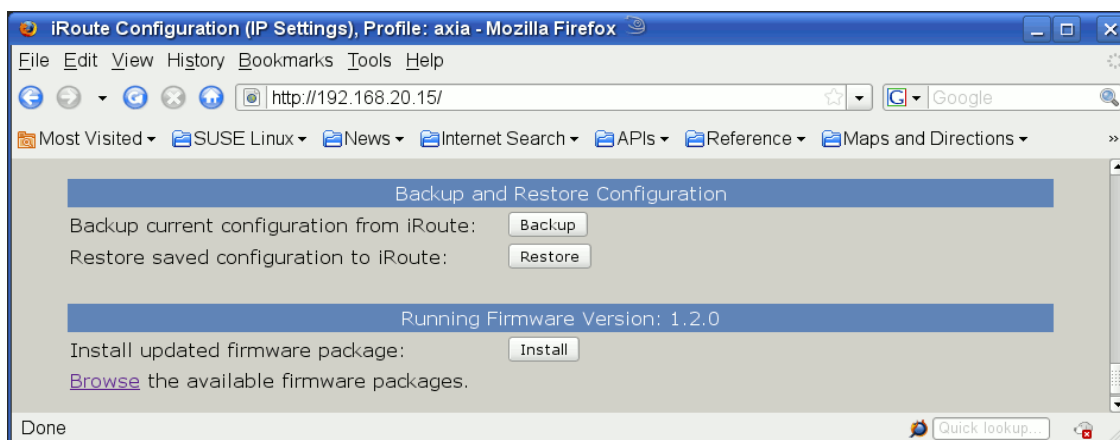 iRoute Configuration (IP Settings), Profile: axia - Mozilla Firefox
File Edit View History Bookmarks Tools Help
http://192.168.20.15/ G Google
Most Visited SUSE Linux News Internet Search APIs Reference Maps and Directions »
Backup and Restore Configuration
Backup current configuration from iRoute: Backup
Restore saved configuration to iRoute: Restore
Running Firmware Version: 1.2.0
Install updated firmware package: Install
Browse the available firmware packages.
Done Quick lookup...